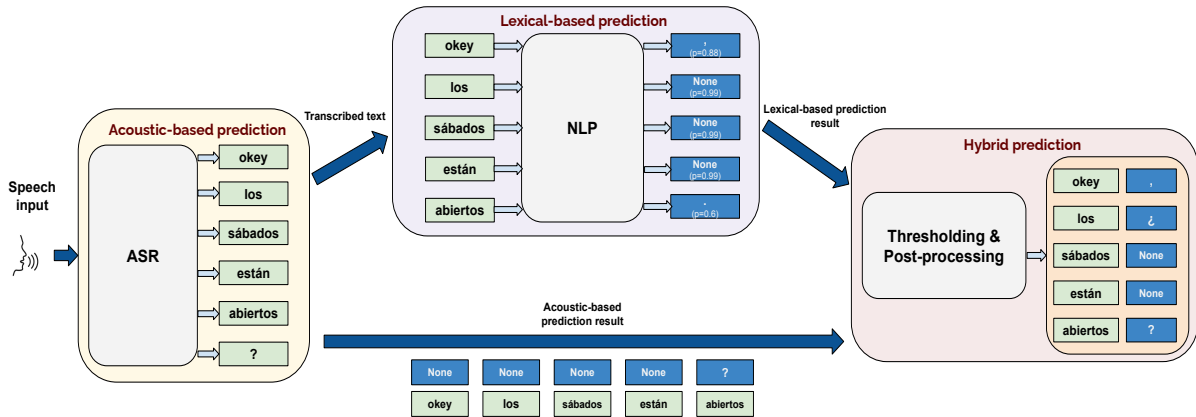 Speech
input
Acoustic-based prediction
ASR
okey
los
sábados
están
abiertos
?
Transcribed text
Lexical-based prediction
okey
los
sábados
están
abiertos
NLP
,
(p=0.88)
None
(p=0.99)
None
(p=0.99)
None
(p=0.99)
.
(p=0.6)
Lexical-based prediction
result
Acoustic-based
prediction result
None None None None ?
okey los sábados están abiertos
Hybrid prediction
Thresholding &
Post-processing
okey ,
los ¿
sábados None
están None
abiertos ?